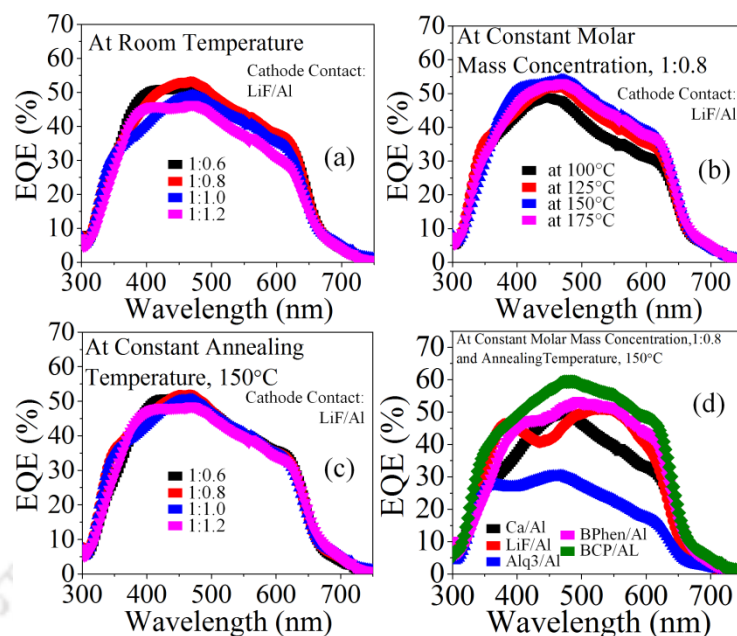 At Room Temperature
Cathode Contact:
LiF/Al
(a)
1:0.6
1:0.8
1:1.0
1:1.2
EQE (%)
70
60
50
40
30
20
10
0
300 400 500 600 700
Wavelength (nm)
At Constant Molar
Mass Concentration, 1:0.8
Cathode Contact:
LiF/Al
(b)
at 100°C
at 125°C
at 150°C
at 175°C
EQE (%)
70
60
50
40
30
20
10
0
300 400 500 600 700
Wavelength (nm)
At Constant Annealing
Temperature, 150°C
Cathode Contact:
LiF/Al
(c)
1:0.6
1:0.8
1:1.0
1:1.2
EQE (%)
70
60
50
40
30
20
10
0
300 400 500 600 700
Wavelength (nm)
At Constant Molar Mass Concentration,1:0.8
and AnnealingTemperature, 150°C
(d)
Ca/Al
LiF/Al
Alq3/Al
BPhen/Al
BCP/AL
EQE (%)
70
60
50
40
30
20
10
0
300 400 500 600 700
Wavelength (nm)